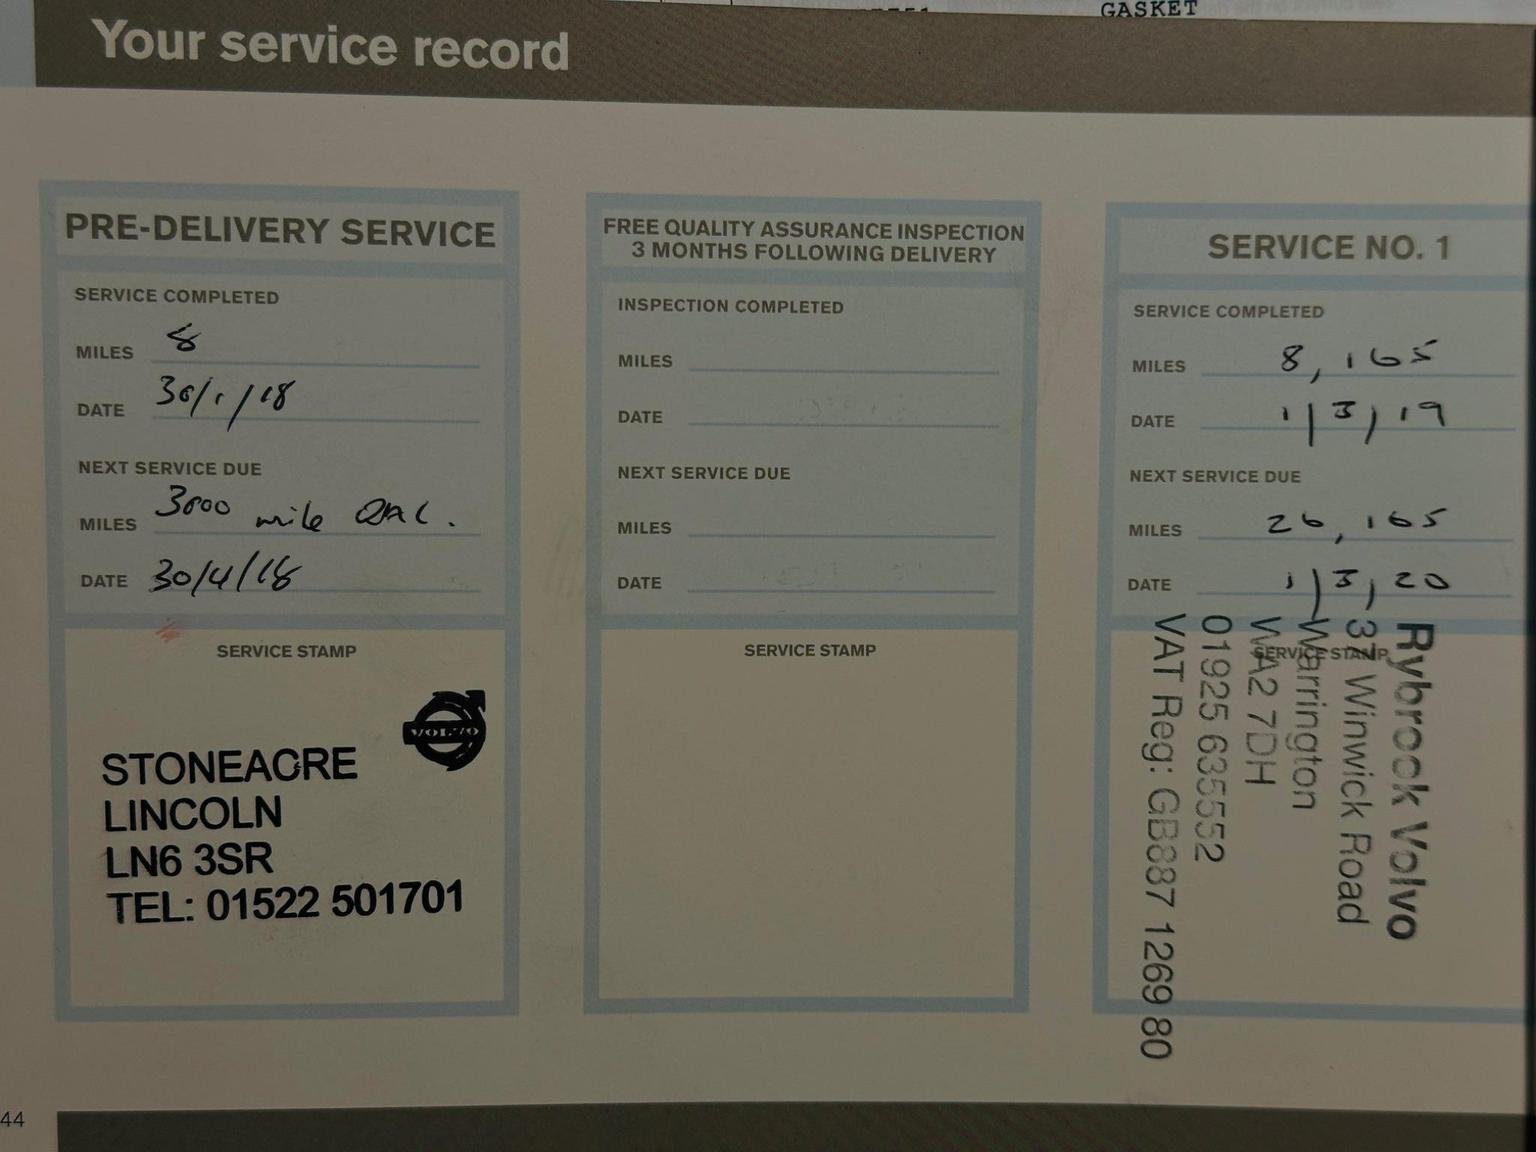 GASKET
Your service record
PRE-DELIVERY SERVICE
SERVICE COMPLETED
MILES 8
DATE 30/1/18
NEXT SERVICE DUE
MILES 3000 mile
DATE 30/4/18
SERVICE STAMP
VOLVO
STONEACRE
LINCOLN
LN6 3SR
TEL: 01522 501701
FREE QUALITY ASSURANCE INSPECTION
3 MONTHS FOLLOWING DELIVERY
INSPECTION COMPLETED
MILES
DATE
NEXT SERVICE DUE
MILES
DATE
SERVICE STAMP
SERVICE NO. 1
SERVICE COMPLETED
MILES 8,165
DATE 1/3/19
NEXT SERVICE DUE
MILES 26,165
DATE 1/3/20
SERVICE STAMP
Rybrook Volvo
37 Winwick Road
Warrington
WA2 7DH
01925 635552
VAT Reg: GB887 1269 80
44